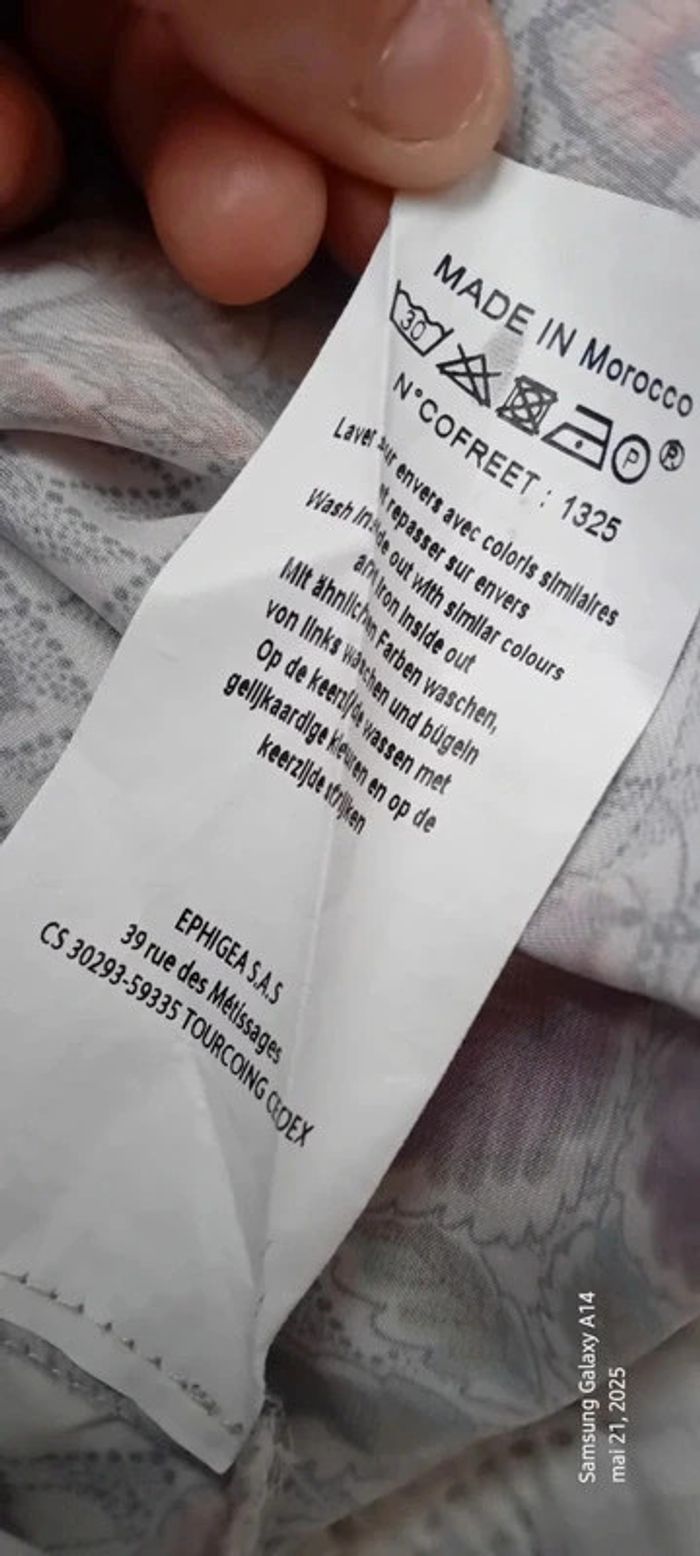 MADE IN Morocco
30 P ®
N°COFREET : 1325
Laver sur envers avec coloris similaires
et repasser sur envers
Wash Inside out with similar colours
and Iron Inside out
Mit ähnlichen Farben waschen,
von links waschen und bügeln
Op de keerzijde wassen met
gelijkaardige kleuren en op de
keerzijde strijken
EPHIGEA S.A.S
39 rue des Métissages
CS 30293-59335 TOURCOING CEDEX
Samsung Galaxy A14
mai 21, 2025